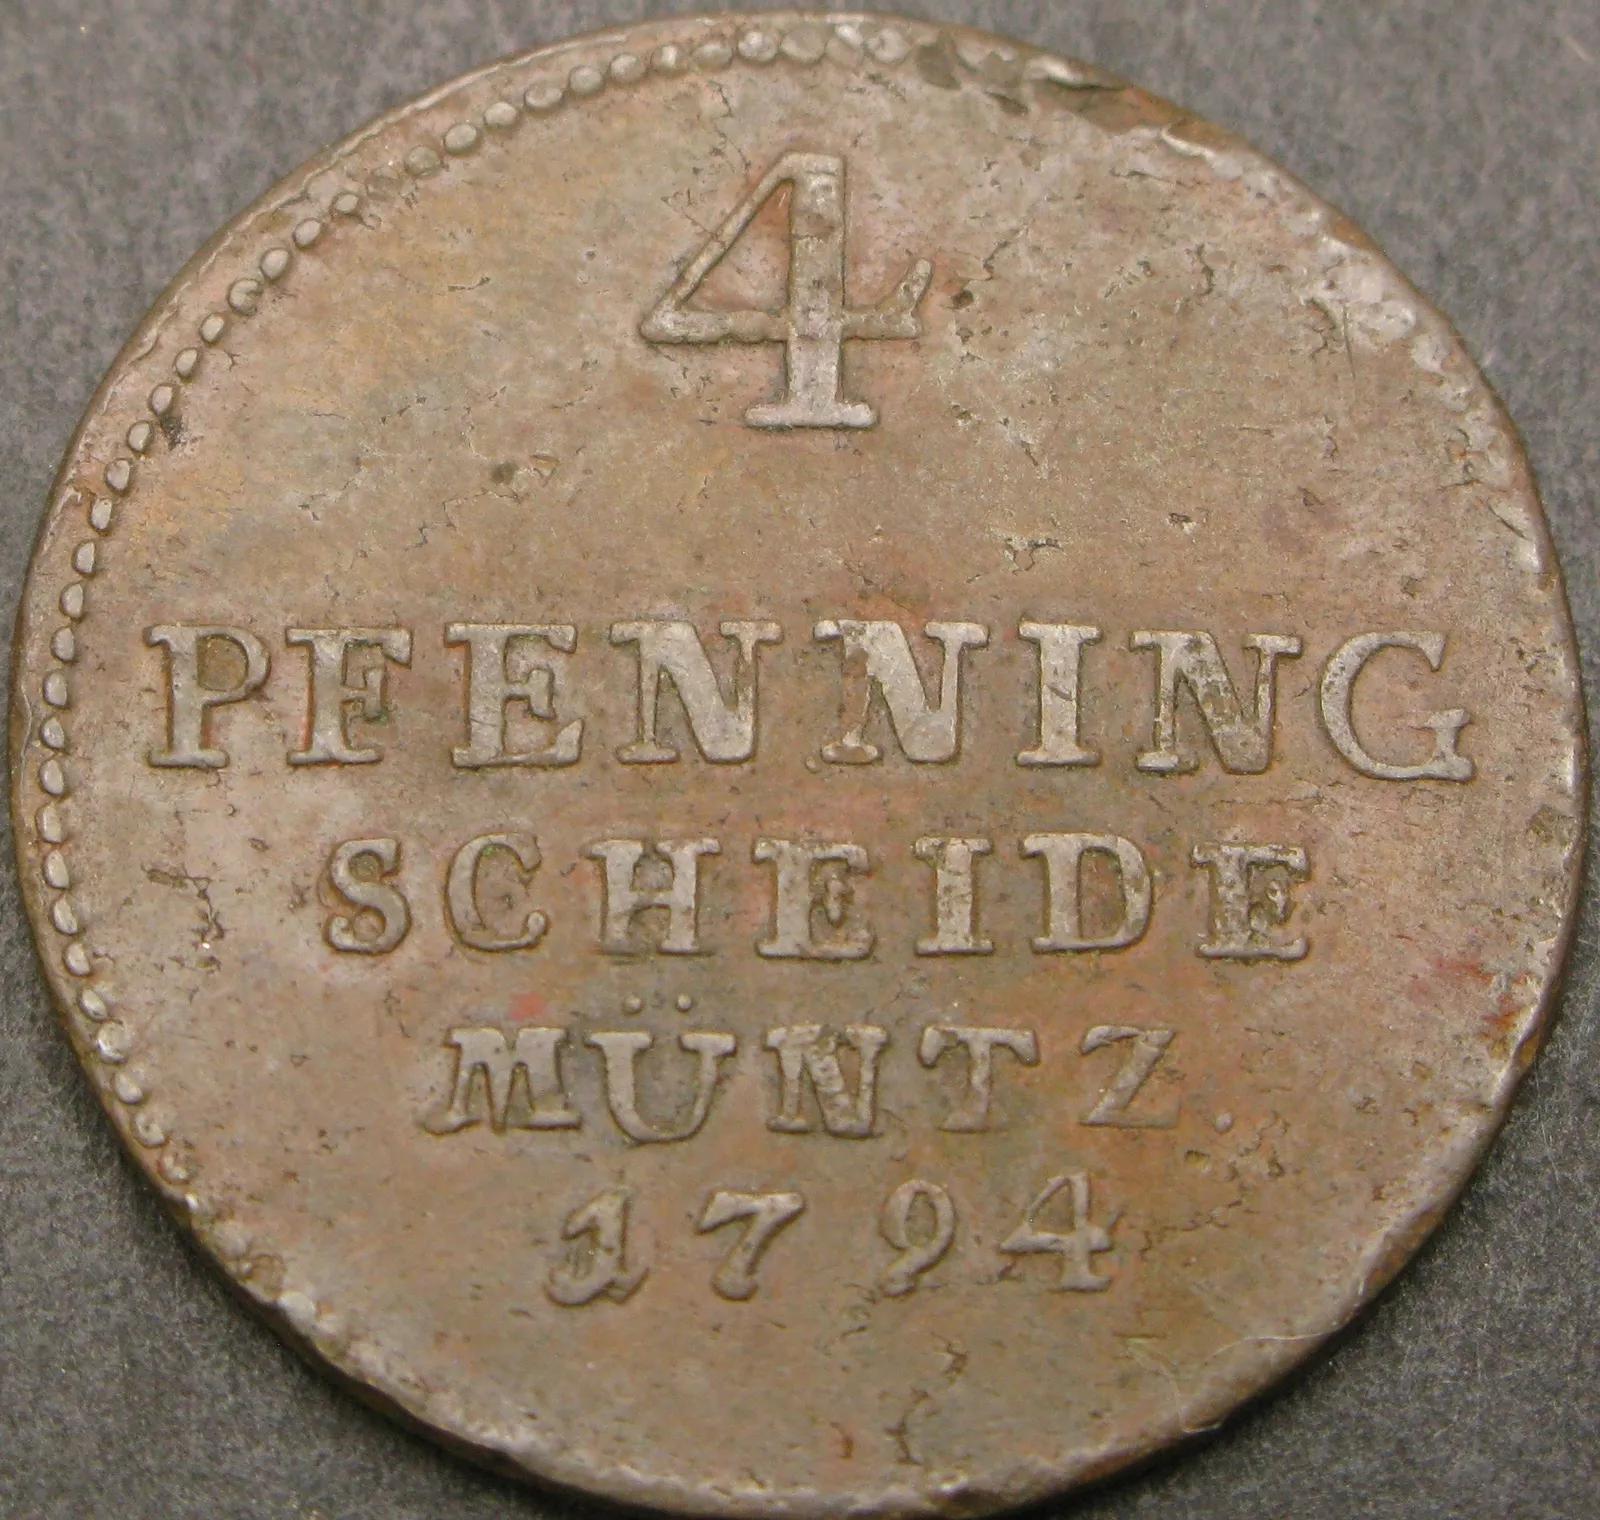 4
PFENNING
SCHEIDE
MÜNTZ.
1794